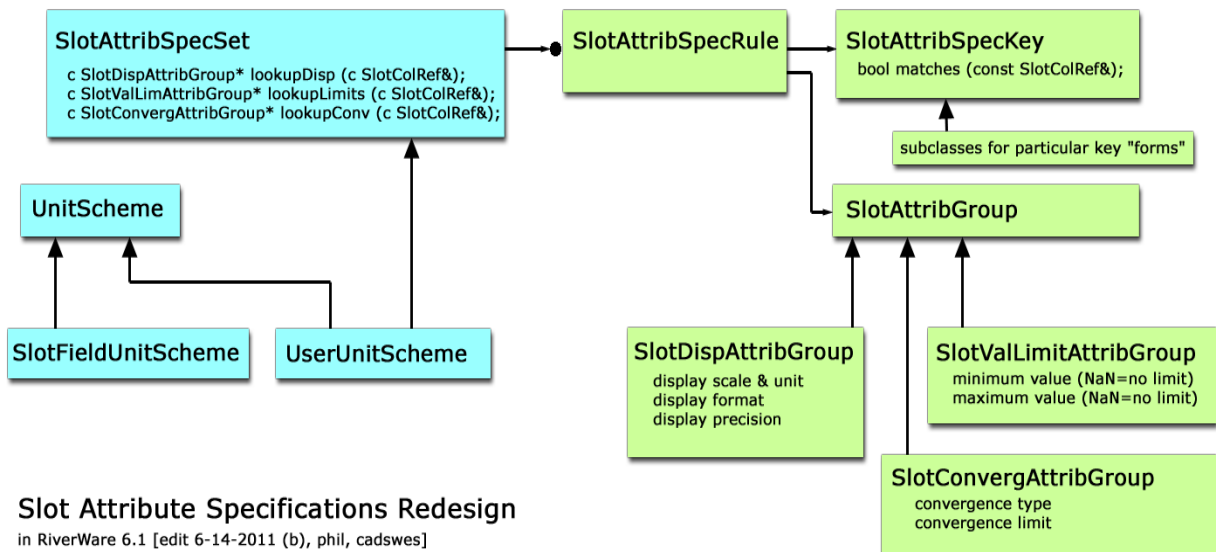 SlotAttribSpecSet
c SlotDispAttribGroup* lookupDisp (c SlotColRef&);
c SlotValLimAttribGroup* lookupLimits (c SlotColRef&);
c SlotConvergAttribGroup* lookupConv (c SlotColRef&);
SlotAttribSpecRule
SlotAttribSpecKey
bool matches (const SlotColRef&);
subclasses for particular key "forms"
UnitScheme
SlotAttribGroup
SlotFieldUnitScheme
UserUnitScheme
SlotDispAttribGroup
display scale & unit
display format
display precision
SlotValLimitAttribGroup
minimum value (NaN=no limit)
maximum value (NaN=no limit)
SlotConvergAttribGroup
convergence type
convergence limit
Slot Attribute Specifications Redesign
in RiverWare 6.1 [edit 6-14-2011 (b), phil, cadswes]